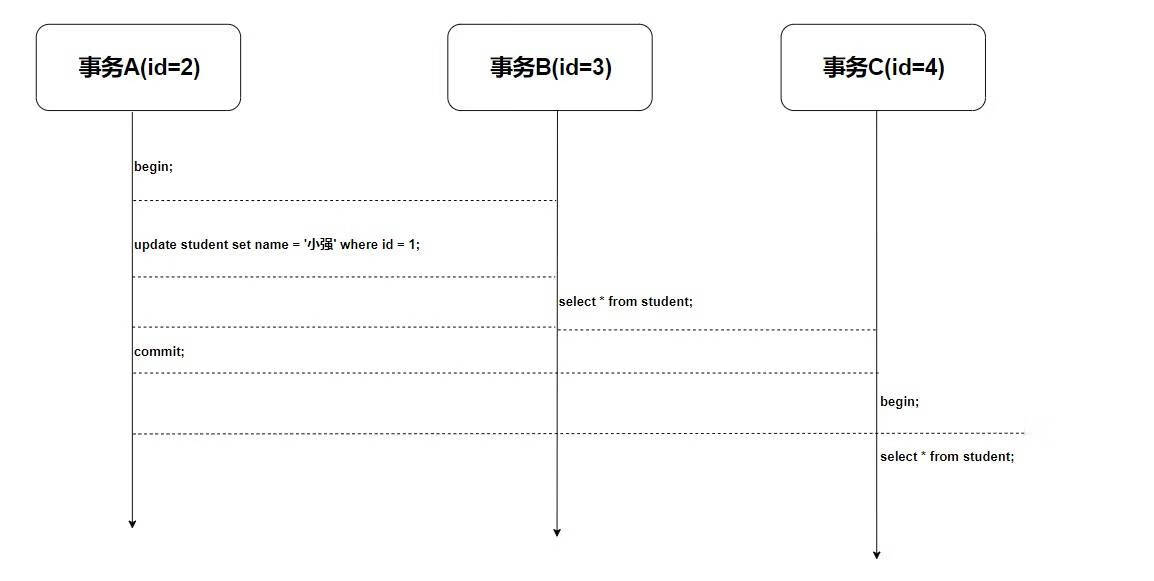 事务A(id=2)
事务B(id=3)
事务C(id=4)
begin;
update student set name = '小强' where id = 1;
select * from student;
commit;
begin;
select * from student;